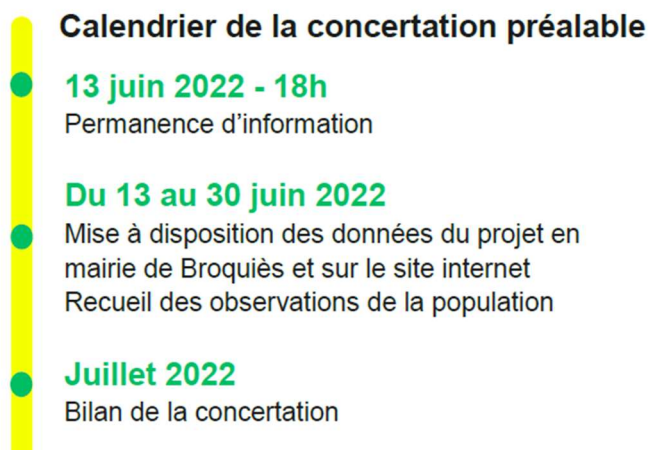 Calendrier de la concertation préalable
13 juin 2022 - 18h
Permanence d’information
Du 13 au 30 juin 2022
Mise à disposition des données du projet en
mairie de Broquiès et sur le site internet
Recueil des observations de la population
Juillet 2022
Bilan de la concertation